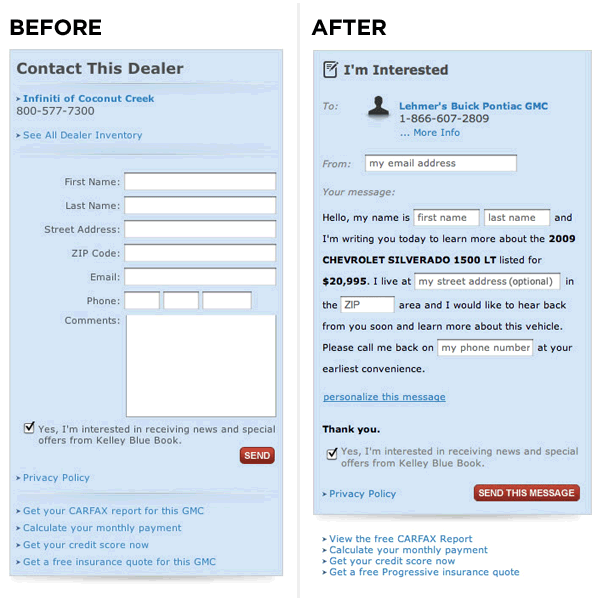 BEFORE
Contact This Dealer
Infiniti of Coconut Creek
800-577-7300
See All Dealer Inventory
First Name:
Last Name:
Street Address:
ZIP Code:
Email:
Phone:
Comments:
Yes, I'm interested in receiving news and special
offers from Kelley Blue Book.
SEND
Privacy Policy
Get your CARFAX report for this GMC
Calculate your monthly payment
Get your credit score now
Get a free insurance quote for this GMC
AFTER
I'm Interested
To:
Lehmer's Buick Pontiac GMC
1-866-607-2809
... More Info
From: my email address
Your message:
Hello, my name is first name last name and
I'm writing you today to learn more about the 2009
CHEVROLET SILVERADO 1500 LT listed for
$20,995. I live at my street address (optional) in
the ZIP area and I would like to hear back
from you soon and learn more about this vehicle.
Please call me back on my phone number at your
earliest convenience.
personalize this message
Thank you.
Yes, I'm interested in receiving news and special
offers from Kelley Blue Book.
Privacy Policy
SEND THIS MESSAGE
View the free CARFAX Report
Calculate your monthly payment
Get your credit score now
Get a free Progressive insurance quote